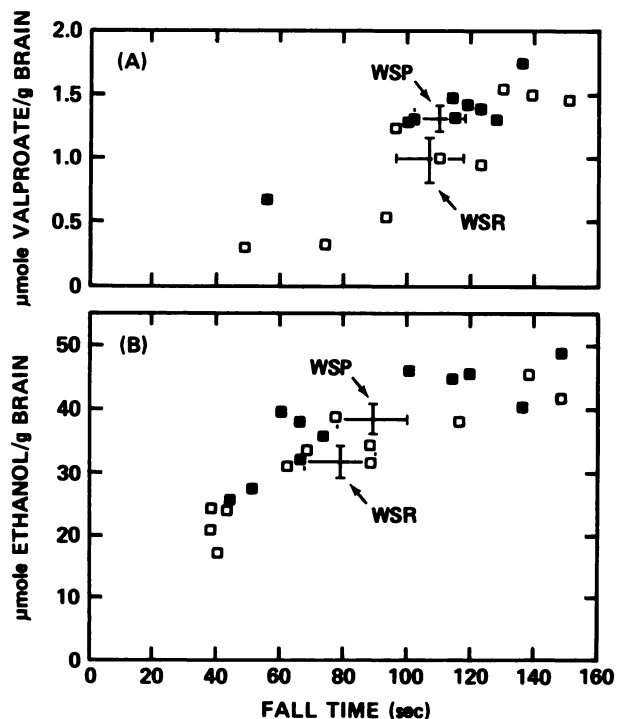 µmole VALPROATE/g BRAIN
2.0
1.5
1.0
0.5
0
(A)
WSP
WSR
µmole ETHANOL/g BRAIN
50
40
30
20
10
0
(B)
WSP
WSR
0 20 40 60 80 100 120 140 160
FALL TIME (sec)